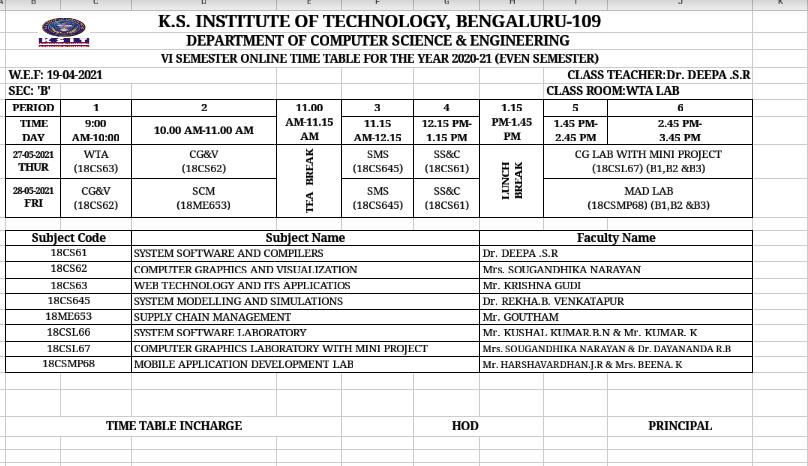 K.S. INSTITUTE OF TECHNOLOGY, BENGALURU-109
DEPARTMENT OF COMPUTER SCIENCE & ENGINEERING
VI SEMESTER ONLINE TIME TABLE FOR THE YEAR 2020-21 (EVEN SEMESTER)
W.E.F: 19-04-2021 CLASS TEACHER:Dr. DEEPA .S.R
SEC: 'B' CLASS ROOM:WTA LAB
PERIOD 1 2 11.00 AM-11.15 AM 3 4 1.15 PM-1.45 PM 5 6
TIME DAY 9:00 AM-10:00 10.00 AM-11.00 AM 11.15 AM-12.15 12.15 PM-1.15 PM 1.45 PM-2.45 PM 2.45 PM-3.45 PM
27-05-2021 WTA CG&V TEA BREAK SMS SS&C LUNCH BREAK CG LAB WITH MINI PROJECT
THUR (18CS63) (18CS62) (18CS645) (18CS61) (18CSL67) (B1,B2 &B3)
28-05-2021 CG&V SCM SMS SS&C MAD LAB
FRI (18CS62) (18ME653) (18CS645) (18CS61) (18CSMP68) (B1,B2 &B3)
Subject Code Subject Name Faculty Name
18CS61 SYSTEM SOFTWARE AND COMPILERS Dr. DEEPA .S.R
18CS62 COMPUTER GRAPHICS AND VISUALIZATION Mrs. SOUGANDHIKA NARAYAN
18CS63 WEB TECHNOLOGY AND ITS APPLICATIOS Mr. KRISHNA GUDI
18CS645 SYSTEM MODELLING AND SIMULATIONS Dr. REKHA.B. VENKATAPUR
18ME653 SUPPLY CHAIN MANAGEMENT Mr. GOUTHAM
18CSL66 SYSTEM SOFTWARE LABORATORY Mr. KUSHAL KUMAR.B.N & Mr. KUMAR. K
18CSL67 COMPUTER GRAPHICS LABORATORY WITH MINI PROJECT Mrs. SOUGANDHIKA NARAYAN & Dr. DAYANANDA R.B
18CSMP68 MOBILE APPLICATION DEVELOPMENT LAB Mr. HARSHAVARDHAN.J.R & Mrs. BEENA. K
TIME TABLE INCHARGE HOD PRINCIPAL